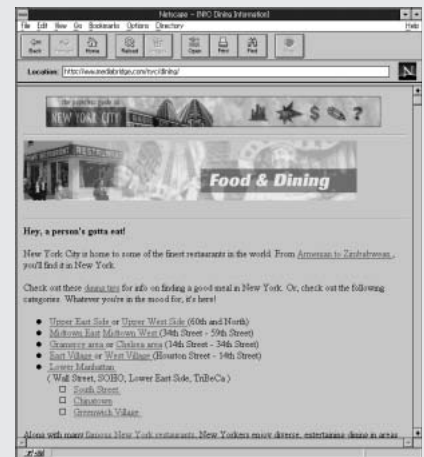 Netscape - [NYC Dining Information]
File Edit View Go Bookmarks Options Directory Help
Back Home Reload Open Print Find
Location: http://www.mediabridge.com/nyc/dining/
N
NEW YORK CITY
Food & Dining
Hey, a person's gotta eat!
New York City is home to some of the finest restaurants in the world. From Armenian to Zimbabwean,
you'll find it in New York.
Check out these dining tips for info on finding a good meal in New York. Or, check out the following
categories. Whatever you're in the mood for, it's here!
Upper East Side or Upper West Side (60th and North)
Midtown East Midtown West (34th Street - 59th Street)
Gramercy area or Chelsea area (14th Street - 34th Street)
East Village or West Village (Houston Street - 14th Street)
Lower Manhattan
( Wall Street, SOHO, Lower East Side, TriBeCa )
South Street
Chinatown
Greenwich Village
Along with many famous New York restaurants, New Yorkers enjoy diverse, entertaining dining in areas